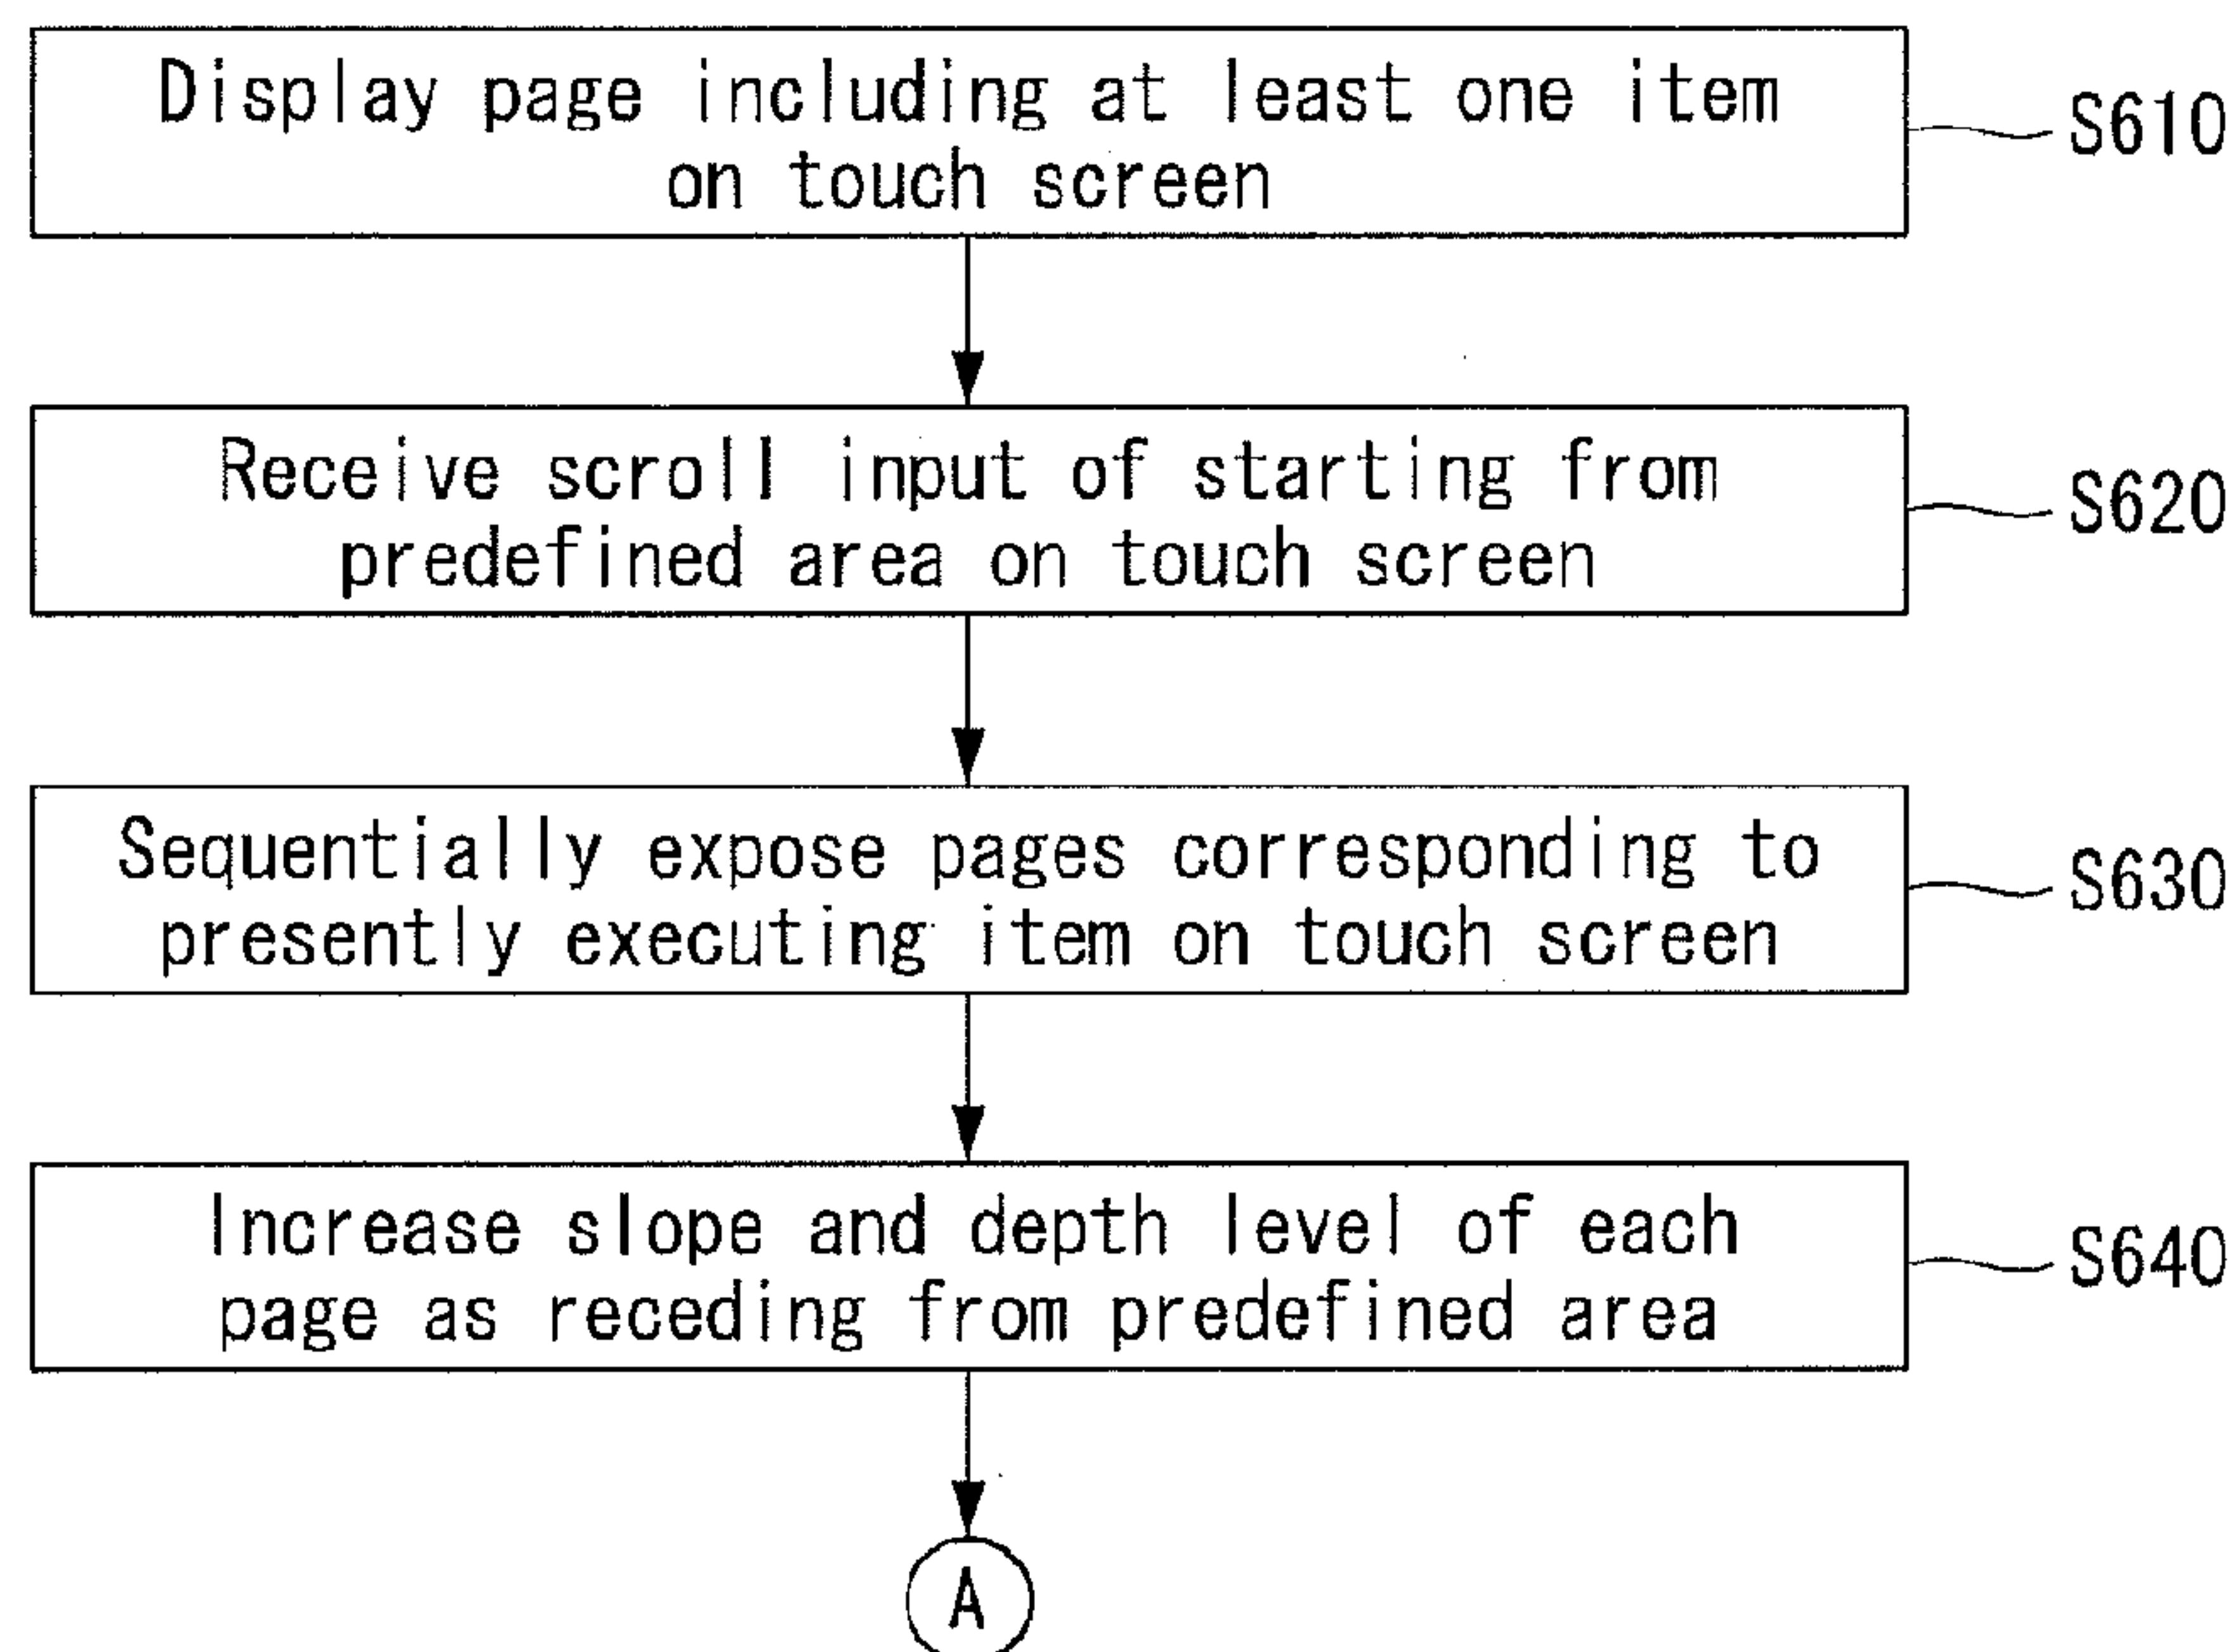 Display page including at least one item
on touch screen
S610
Receive scroll input of starting from
predefined area on touch screen
S620
Sequentially expose pages corresponding to
presently executing item on touch screen
S630
Increase slope and depth level of each
page as receding from predefined area
S640
A